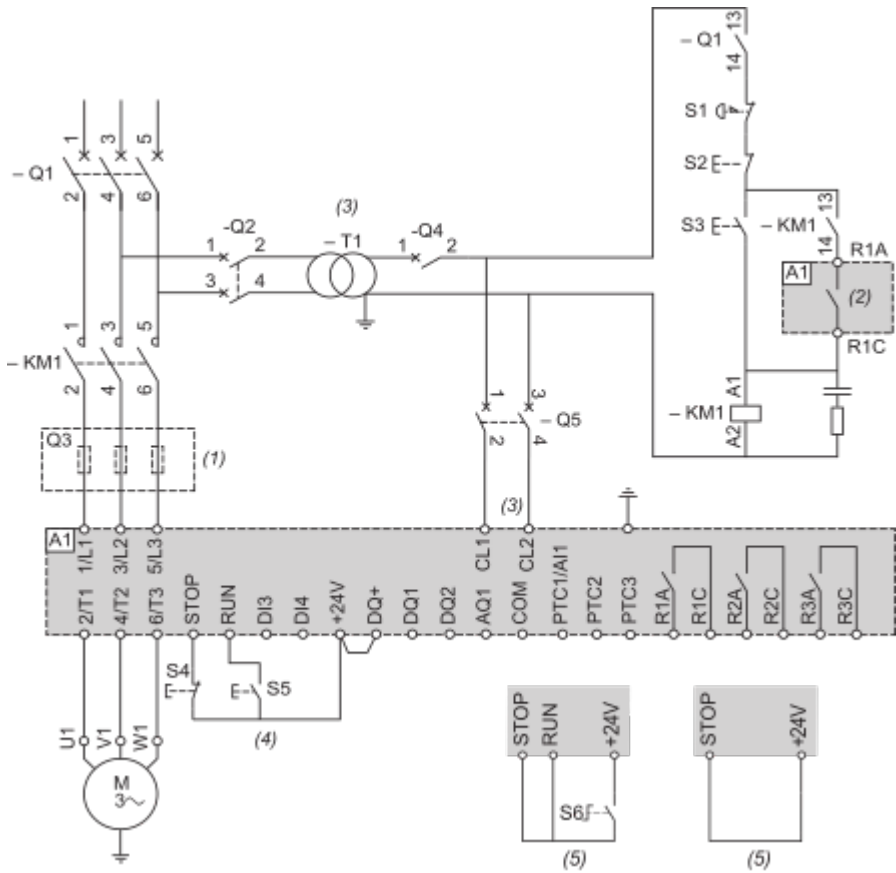 13
– Q1
14
S1
S2
S3
– KM1
13
14
R1A
A1
(2)
R1C
A1
– KM1
A2
1
3
5
– Q1
2
4
6
-Q2
1
2
3
4
(3)
– T1
-Q4
1
2
1
3
5
– KM1
2
4
6
Q3
(1)
1
3
– Q5
2
4
(3)
A1
1/L1
3/L2
5/L3
CL1
CL2
2/T1
4/T2
6/T3
STOP
RUN
DI3
DI4
+24V
DQ+
DQ1
DQ2
AQ1
COM
PTC1/AI1
PTC2
PTC3
R1A
R1C
R2A
R2C
R3A
R3C
S4
S5
(4)
U1
V1
W1
M
3
STOP
RUN
+24V
S6
(5)
STOP
+24V
(5)